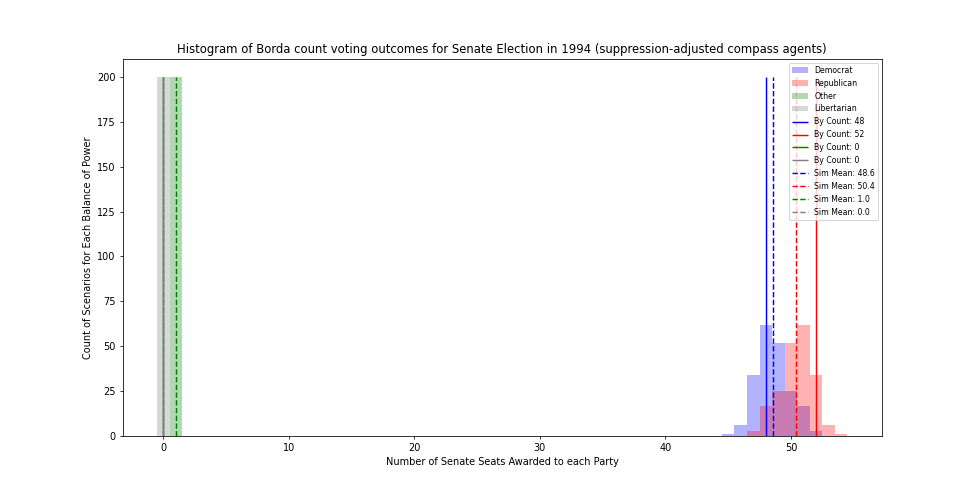 Histogram of Borda count voting outcomes for Senate Election in 1994 (suppression-adjusted compass agents)
Democrat
Republican
Other
Libertarian
By Count: 48
By Count: 52
By Count: 0
By Count: 0
Sim Mean: 48.6
Sim Mean: 50.4
Sim Mean: 1.0
Sim Mean: 0.0
Count of Scenarios for Each Balance of Power
200
175
150
125
100
75
50
25
0
0 10 20 30 40 50
Number of Senate Seats Awarded to each Party